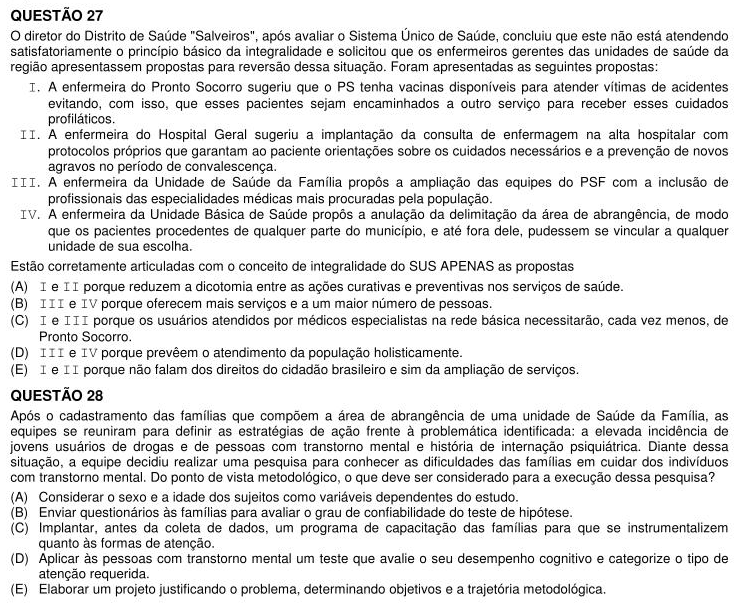 QUESTÃO 27
O diretor do Distrito de Saúde "Salveiros", após avaliar o Sistema Único de Saúde, concluiu que este não está atendendo
satisfatoriamente o princípio básico da integralidade e solicitou que os enfermeiros gerentes das unidades de saúde da
região apresentassem propostas para reversão dessa situação. Foram apresentadas as seguintes propostas:
I. A enfermeira do Pronto Socorro sugeriu que o PS tenha vacinas disponíveis para atender vítimas de acidentes
evitando, com isso, que esses pacientes sejam encaminhados a outro serviço para receber esses cuidados
profiláticos.
II. A enfermeira do Hospital Geral sugeriu a implantação da consulta de enfermagem na alta hospitalar com
protocolos próprios que garantam ao paciente orientações sobre os cuidados necessários e a prevenção de novos
agravos no período de convalescença.
III. A enfermeira da Unidade de Saúde da Família propôs a ampliação das equipes do PSF com a inclusão de
profissionais das especialidades médicas mais procuradas pela população.
IV. A enfermeira da Unidade Básica de Saúde propôs a anulação da delimitação da área de abrangência, de modo
que os pacientes procedentes de qualquer parte do município, e até fora dele, pudessem se vincular a qualquer
unidade de sua escolha.
Estão corretamente articuladas com o conceito de integralidade do SUS APENAS as propostas
(A) I e II porque reduzem a dicotomia entre as ações curativas e preventivas nos serviços de saúde.
(B) III e IV porque oferecem mais serviços e a um maior número de pessoas.
(C) I e III porque os usuários atendidos por médicos especialistas na rede básica necessitarão, cada vez menos, de
Pronto Socorro.
(D) III e IV porque prevêem o atendimento da população holisticamente.
(E) I e II porque não falam dos direitos do cidadão brasileiro e sim da ampliação de serviços.
QUESTÃO 28
Após o cadastramento das famílias que compõem a área de abrangência de uma unidade de Saúde da Família, as
equipes se reuniram para definir as estratégias de ação frente à problemática identificada: a elevada incidência de
jovens usuários de drogas e de pessoas com transtorno mental e história de internação psiquiátrica. Diante dessa
situação, a equipe decidiu realizar uma pesquisa para conhecer as dificuldades das famílias em cuidar dos indivíduos
com transtorno mental. Do ponto de vista metodológico, o que deve ser considerado para a execução dessa pesquisa?
(A) Considerar o sexo e a idade dos sujeitos como variáveis dependentes do estudo.
(B) Enviar questionários às famílias para avaliar o grau de confiabilidade do teste de hipótese.
(C) Implantar, antes da coleta de dados, um programa de capacitação das famílias para que se instrumentalizem
quanto às formas de atenção.
(D) Aplicar às pessoas com transtorno mental um teste que avalie o seu desempenho cognitivo e categorize o tipo de
atenção requerida.
(E) Elaborar um projeto justificando o problema, determinando objetivos e a trajetória metodológica.